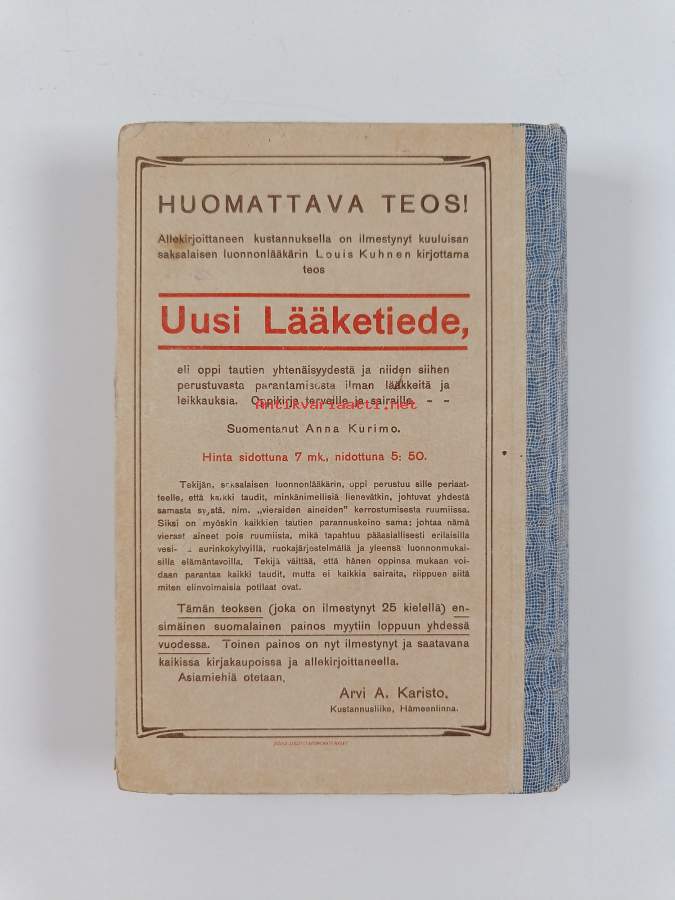 HUOMATTAVA TEOS!
Allekirjoittaneen kustannuksella on ilmestynyt kuuluisan
saksalaisen luonnonlääkärin Louis Kuhnen kirjottama
teos
Uusi Lääketiede,
eli oppi tautien yhtenäisyydestä ja niiden siihen
perustuvasta parantamisesta ilman lääkkeitä ja
leikkauksia. Oppikirja terveille ja sairaille. - -
Antikvariaatti.net
Suomentanut Anna Kurimo.
Hinta sidottuna 7 mk., nidottuna 5: 50.
Tekijän, saksalaisen luonnonlääkärin, oppi perustuu sille periaat-
teelle, että kaikki taudit, minkänimellisiä lienevätkin, johtuvat yhdestä
samasta syystä, nim. „vieraiden aineiden" kerrostumisesta ruumiissa.
Siksi on myöskin kaikkien tautien parannuskeino sama: johtaa nämä
vieraat aineet pois ruumiista, mikä tapahtuu pääasiallisesti erilaisilla
vesi- aurinkokylvyillä, ruokajärjestelmällä ja yleensä luonnonmukai-
silla elämäntavoilla. Tekijä väittää, että hänen oppinsa mukaan voi-
daan parantaa kaikki taudit, mutta ei kaikkia sairaita, riippuen siitä
miten elinvoimaisia potilaat ovat.
Tämän teoksen (joka on ilmestynyt 25 kielellä) en-
simäinen suomalainen painos myytiin loppuun yhdessä
vuodessa. Toinen painos on nyt ilmestynyt ja saatavana
kaikissa kirjakaupoissa ja allekirjoittaneella.
Asiamiehiä otetaan.
Arvi A. Karisto.
Kustannusliike, Hämeenlinna.